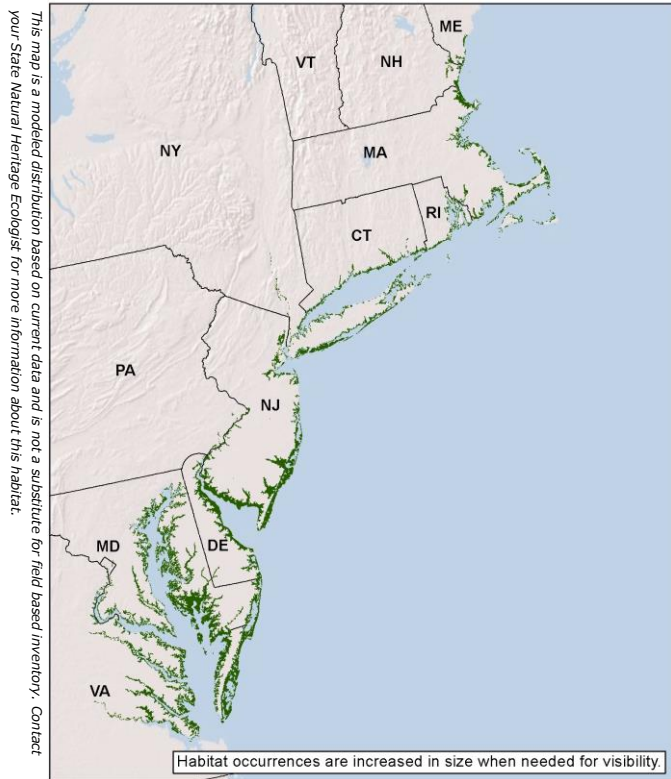 This map is a modeled distribution based on current data and is not a substitute for field based inventory. Contact
your State Natural Heritage Ecologist for more information about this habitat.
ME
VT
NH
NY
MA
CT
RI
PA
NJ
MD
DE
VA
Habitat occurrences are increased in size when needed for visibility.